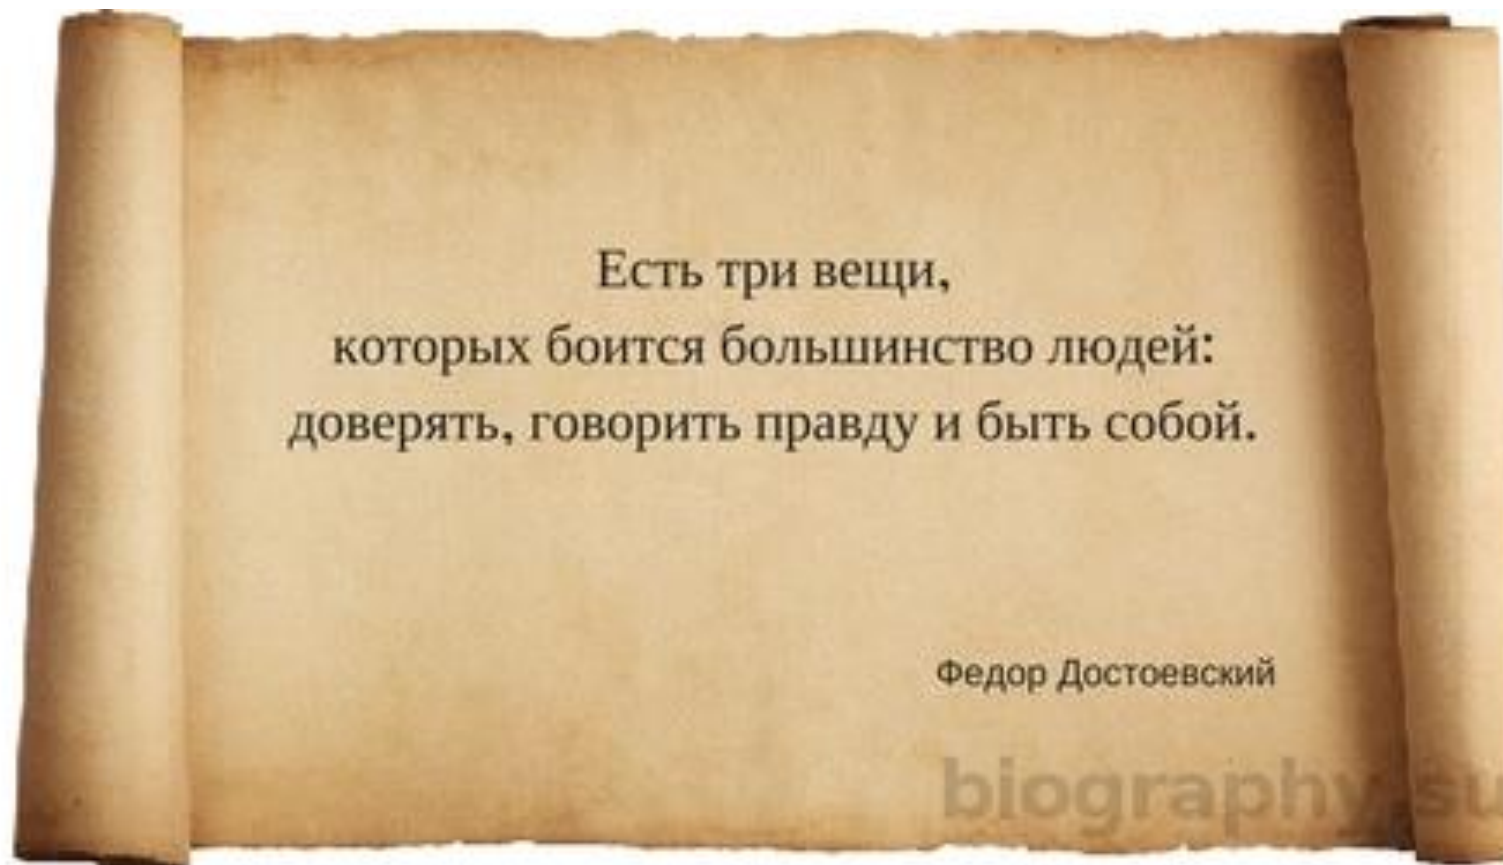 Есть три вещи,
которых боится большинство людей:
доверять, говорить правду и быть собой.
Федор Достоевский
biography.su